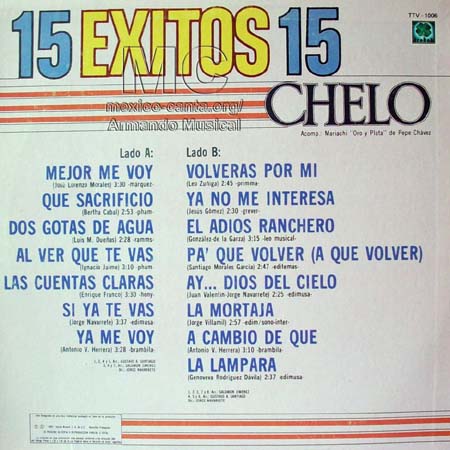 TTV-1006
15 EXITOS 15
MC
mexico-canta.org/
Armando Musical
CHELO
Acomp.: Mariachi "Oro y Plata" de Pepe Chávez
Lado A:
MEJOR ME VOY
(José Lorenzo Morales) 3:30 -márquez-
QUE SACRIFICIO
(Bertha Cabal) 2:53 -pham-
DOS GOTAS DE AGUA
(Luis M. Dueñas) 2:28 -ramms-
AL VER QUE TE VAS
(Ignacio Jaime) 3:10 -pham-
LAS CUENTAS CLARAS
(Enrique Franco) 3:30 -hony-
SI YA TE VAS
(Jorge Navarrete) 3:37 -edimusa-
YA ME VOY
(Antonio V. Herrera) 3:28 -brambila-
Lado B:
VOLVERAS POR MI
(Leo Zúñiga) 2:45 -primma-
YA NO ME INTERESA
(Jesús Gómez) 2:30 -grever-
EL ADIOS RANCHERO
(González de la Garza) 3:15 -leo musical-
PA' QUE VOLVER (A QUE VOLVER)
(Santiago Morales García) 2:47 -editemus-
AY... DIOS DEL CIELO
(Juan Valentín-Jorge Navarrete) 2:25 -edimusa-
LA MORTAJA
(Jorge Villamil) 2:59 -edim/sono-inter-
A CAMBIO DE QUE
(Antonio V. Herrera) 3:10 -brambila-
LA LAMPARA
(Genoveva Rodríguez Dávila) 2:37 -edimusa-